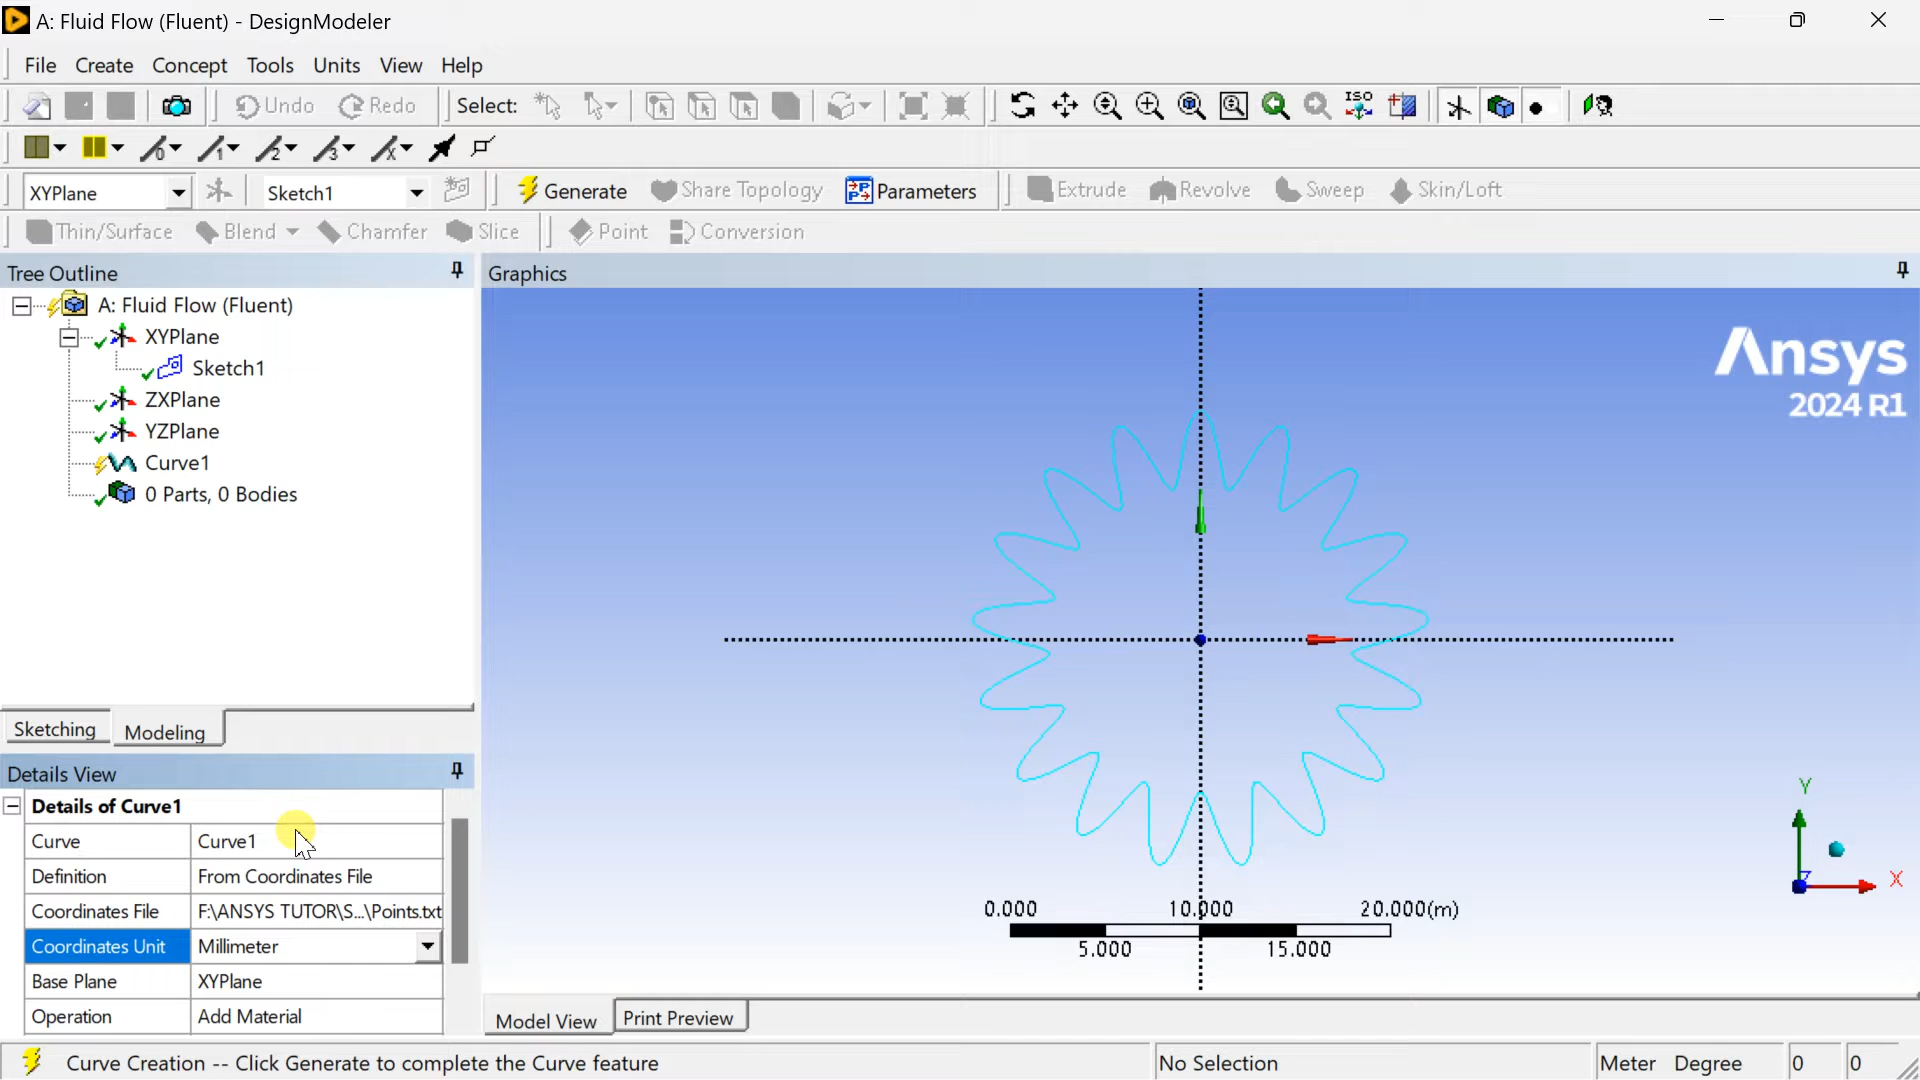 A: Fluid Flow (Fluent) - DesignModeler
File Create Concept Tools Units View Help
Undo Redo Select: ISO
0 1 2 3 x
XYPlane Sketch1 Generate Share Topology Parameters Extrude Revolve Sweep Skin/Loft
Thin/Surface Blend Chamfer Slice Point Conversion
Tree Outline
A: Fluid Flow (Fluent)
XYPlane
Sketch1
ZXPlane
YZPlane
Curve1
0 Parts, 0 Bodies
Sketching Modeling
Details View
Details of Curve1
Curve Curve1
Definition From Coordinates File
Coordinates File F:\ANSYS TUTOR\S...\Points.txt
Coordinates Unit Millimeter
Base Plane XYPlane
Operation Add Material
Graphics
Ansys
2024 R1
0.000 10.000 20.000(m)
5.000 15.000
Y
Z X
Model View Print Preview
Curve Creation -- Click Generate to complete the Curve feature No Selection Meter Degree 0 0